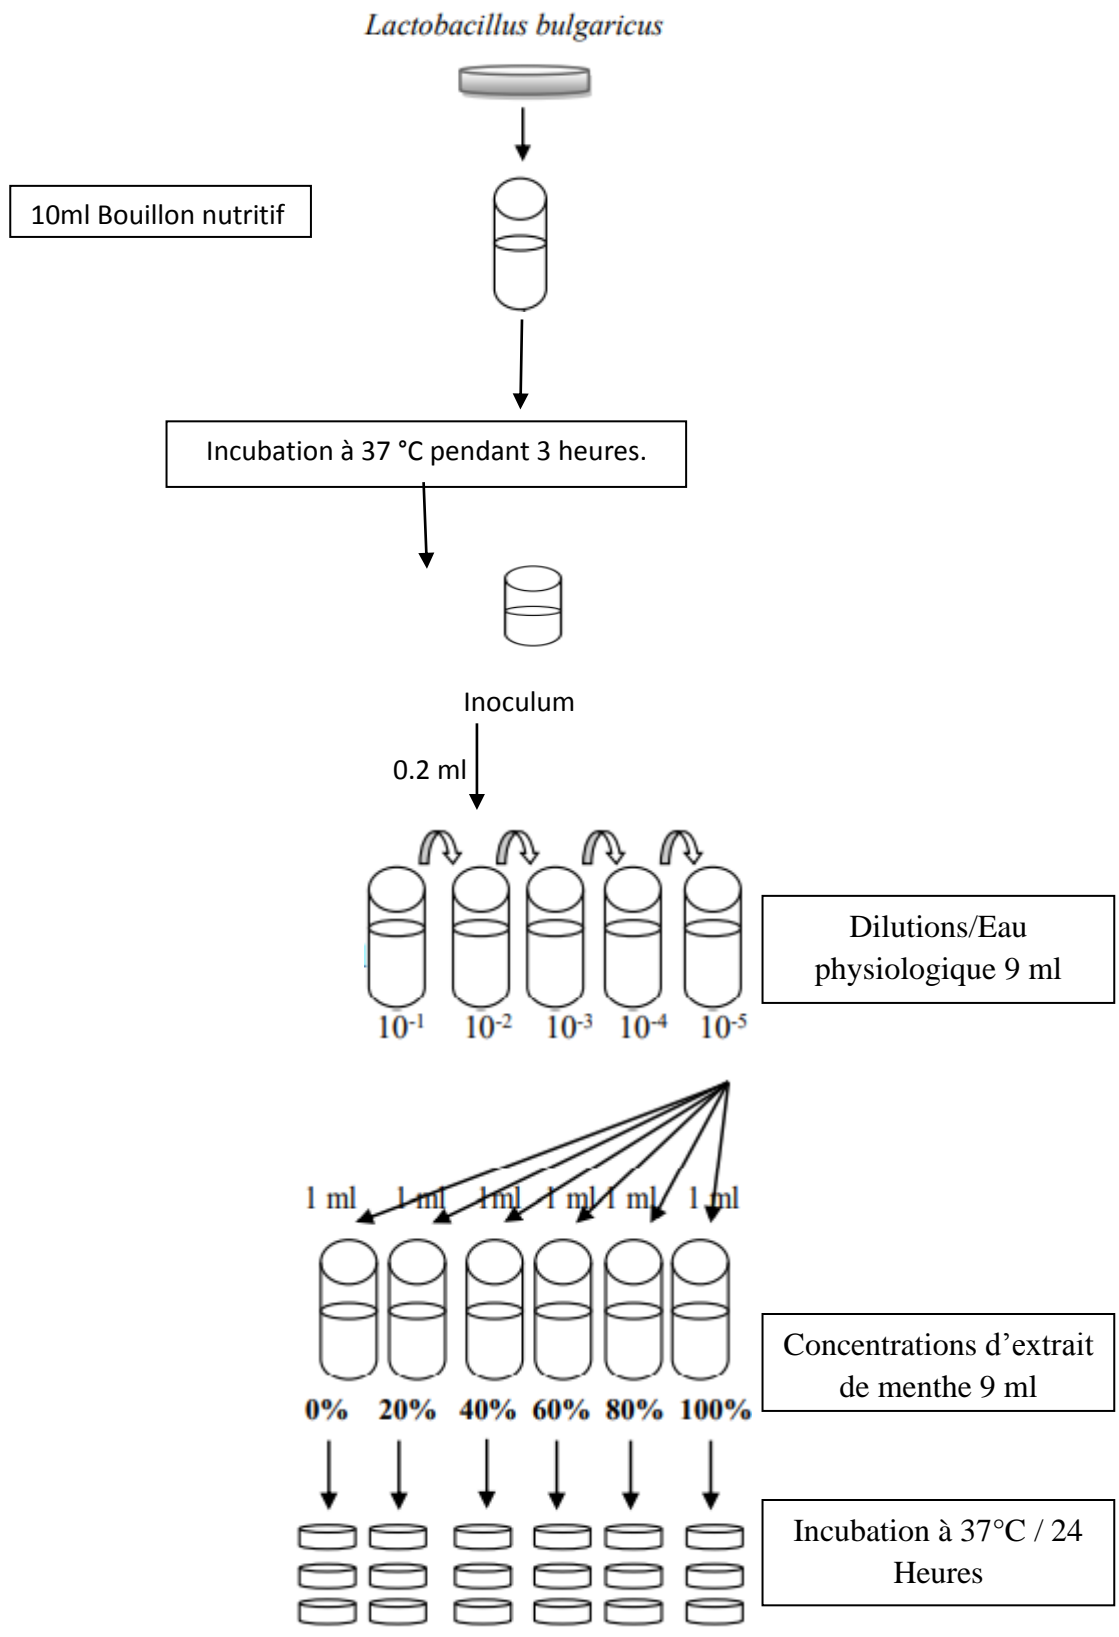 Lactobacillus bulgaricus
10ml Bouillon nutritif
Incubation à 37 °C pendant 3 heures.
Inoculum
0.2 ml
Dilutions/Eau
physiologique 9 ml
10-1 10-2 10-3 10-4 10-5
1 ml 1 ml 1ml 1 ml 1 ml 1 ml
Concentrations d'extrait
de menthe 9 ml
0% 20% 40% 60% 80% 100%
Incubation à 37°C / 24
Heures